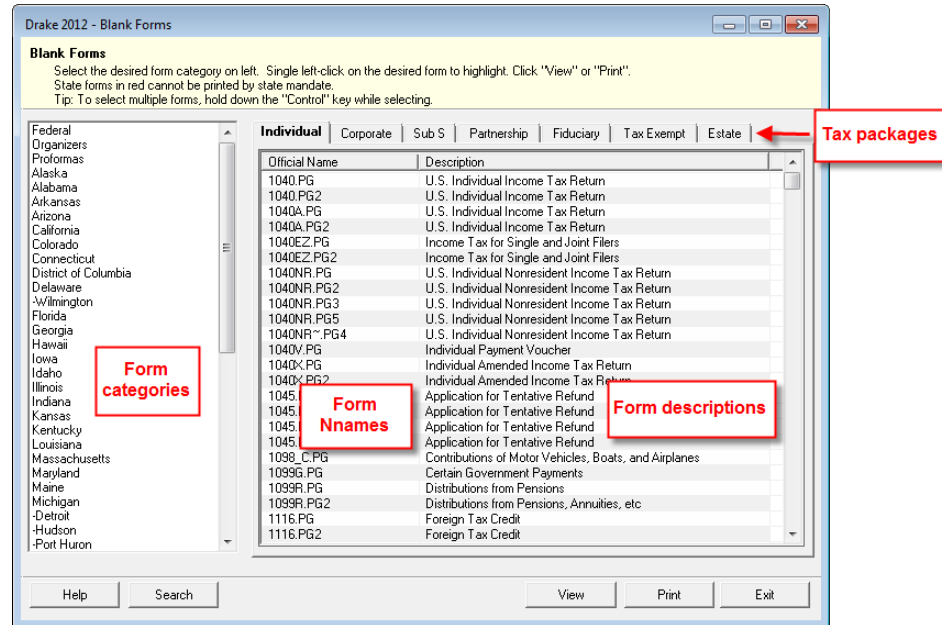 Drake 2012 - Blank Forms
Blank Forms
Select the desired form category on left. Single left-click on the desired form to highlight. Click "View" or "Print".
State forms in red cannot be printed by state mandate.
Tip: To select multiple forms, hold down the "Control" key while selecting.
Federal
Organizers
Proformas
Alaska
Alabama
Arkansas
Arizona
California
Colorado
Connecticut
District of Columbia
Delaware
-Wilmington
Florida
Georgia
Hawaii
Iowa
Idaho
Illinois
Indiana
Kansas
Kentucky
Louisiana
Massachusetts
Maryland
Maine
Michigan
-Detroit
-Hudson
-Port Huron
Form
categories
Individual Corporate Sub S Partnership Fiduciary Tax Exempt Estate
Tax packages
Official Name Description
1040.PG U.S. Individual Income Tax Return
1040.PG2 U.S. Individual Income Tax Return
1040A.PG U.S. Individual Income Tax Return
1040A.PG2 U.S. Individual Income Tax Return
1040EZ.PG Income Tax for Single and Joint Filers
1040EZ.PG2 Income Tax for Single and Joint Filers
1040NR.PG U.S. Individual Nonresident Income Tax Return
1040NR.PG2 U.S. Individual Nonresident Income Tax Return
1040NR.PG3 U.S. Individual Nonresident Income Tax Return
1040NR.PG5 U.S. Individual Nonresident Income Tax Return
1040NR~.PG4 U.S. Individual Nonresident Income Tax Return
1040V.PG Individual Payment Voucher
1040X.PG Individual Amended Income Tax Return
1040X.PG2 Individual Amended Income Tax Return
1045. Application for Tentative Refund
1045. Application for Tentative Refund
1045. Application for Tentative Refund
1045. Application for Tentative Refund
1098_C.PG Contributions of Motor Vehicles, Boats, and Airplanes
1099G.PG Certain Government Payments
1099R.PG Distributions from Pensions
1099R.PG2 Distributions from Pensions, Annuities, etc
1116.PG Foreign Tax Credit
1116.PG2 Foreign Tax Credit
Form
Nnames
Form descriptions
Help Search View Print Exit